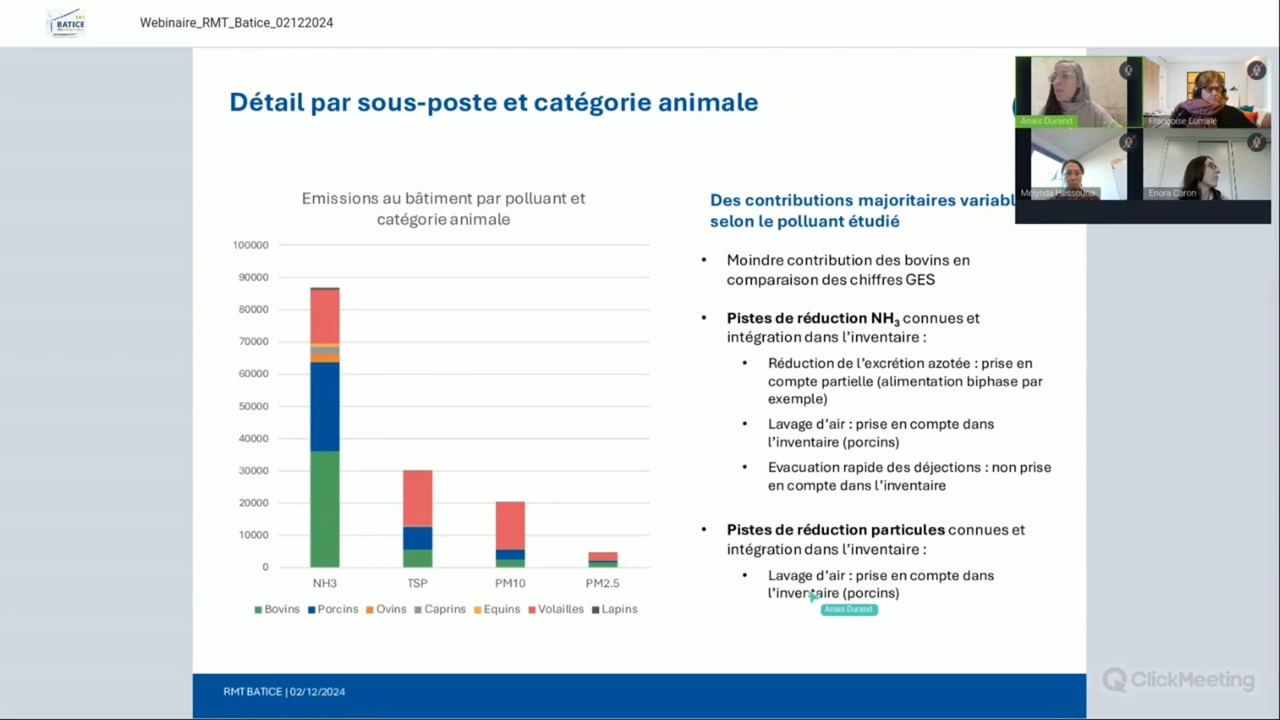 BATICE
Webinaire_RMT_Batice_02122024
Détail par sous-poste et catégorie animale
Anais Durand
Françoise Lumalé
Mélynda Hassouna
Enora Caron
Emissions au bâtiment par polluant et
catégorie animale
100000
90000
80000
70000
60000
50000
40000
30000
20000
10000
0
NH3 TSP PM10 PM2.5
Bovins Porcins Ovins Caprins Equins Volailles Lapins
Des contributions majoritaires variabl
selon le polluant étudié
• Moindre contribution des bovins en
comparaison des chiffres GES
• Pistes de réduction NH3 connues et
intégration dans l’inventaire :
• Réduction de l’excrétion azotée : prise en
compte partielle (alimentation biphase par
exemple)
• Lavage d’air : prise en compte dans
l’inventaire (porcins)
• Evacuation rapide des déjections : non prise
en compte dans l’inventaire
• Pistes de réduction particules connues et
intégration dans l’inventaire :
• Lavage d’air : prise en compte dans
l’inventaire (porcins)
Anais Durand
RMT BATICE | 02/12/2024
ClickMeeting